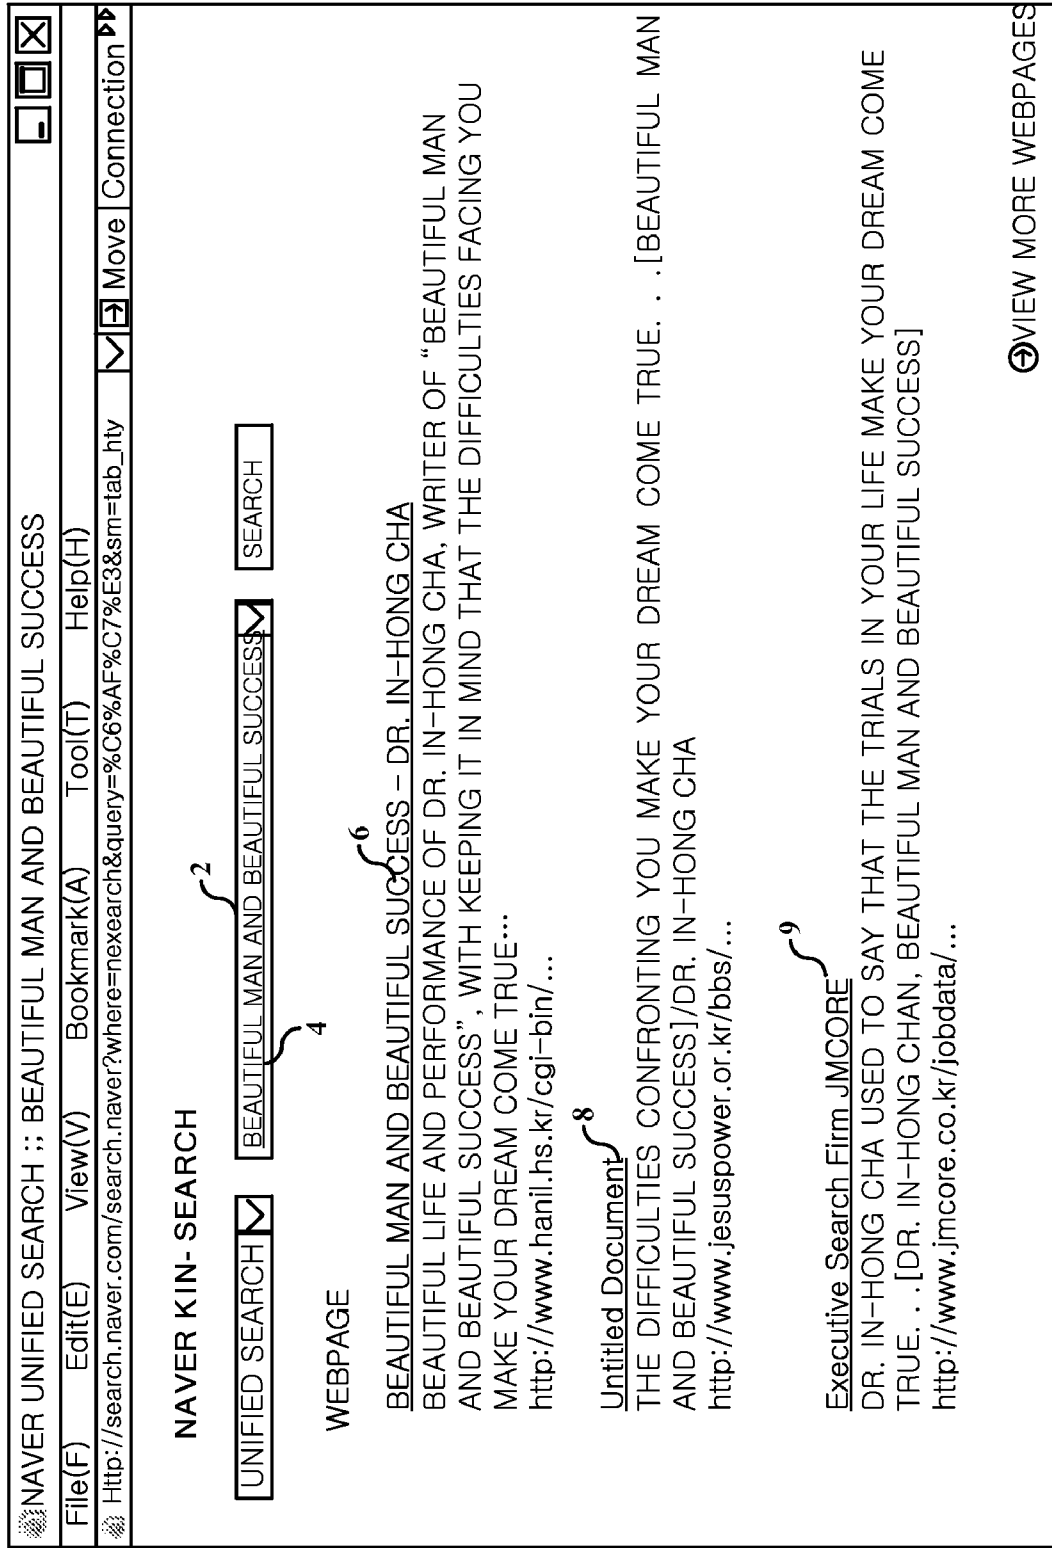 NAVER UNIFIED SEARCH ;; BEAUTIFUL MAN AND BEAUTIFUL SUCCESS
File(F) Edit(E) View(V) Bookmark(A) Tool(T) Help(H)
Http://search.naver.com/search.naver?where=nexearch&query=%C6%AF%C7%E3&sm=tab_hty Move Connection
NAVER KIN-SEARCH
2
UNIFIED SEARCH BEAUTIFUL MAN AND BEAUTIFUL SUCCESS SEARCH
4
WEBPAGE
6
BEAUTIFUL MAN AND BEAUTIFUL SUCCESS - DR. IN-HONG CHA
BEAUTIFUL LIFE AND PERFORMANCE OF DR. IN-HONG CHA, WRITER OF "BEAUTIFUL MAN
AND BEAUTIFUL SUCCESS", WITH KEEPING IT IN MIND THAT THE DIFFICULTIES FACING YOU
MAKE YOUR DREAM COME TRUE···
http://www.hanil.hs.kr/cgi-bin/...
8
Untitled Document
THE DIFFICULTIES CONFRONTING YOU MAKE YOUR DREAM COME TRUE. . .[BEAUTIFUL MAN
AND BEAUTIFUL SUCCESS]/DR. IN-HONG CHA
http://www.jesuspower.or.kr/bbs/...
9
Executive Search Firm JMCORE
DR. IN-HONG CHA USED TO SAY THAT THE TRIALS IN YOUR LIFE MAKE YOUR DREAM COME
TRUE. . .[DR. IN-HONG CHAN, BEAUTIFUL MAN AND BEAUTIFUL SUCCESS]
http://www.jmcore.co.kr/jobdata/...
VIEW MORE WEBPAGES